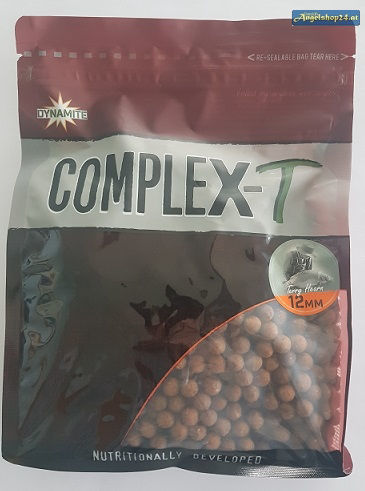 Angelshop24.at
< RE-SEALABLE BAG TEAR HERE >
DYNAMITE
COMPLEX-T
Terry Hearn
12MM
NUTRITIONALLY DEVELOPED